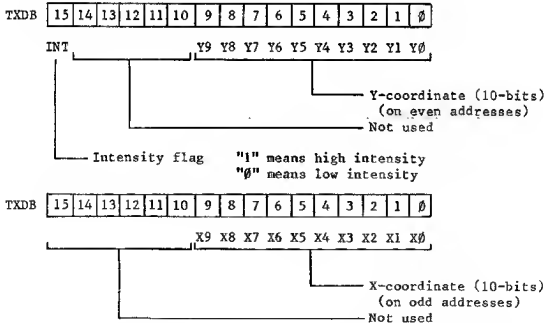 TXDB 15 14 13 12 11 10 9 8 7 6 5 4 3 2 1 Ø
INT Y9 Y8 Y7 Y6 Y5 Y4 Y3 Y2 Y1 YØ
Y-coordinate (10-bits)
(on even addresses)
Not used
Intensity flag "1" means high intensity
"Ø" means low intensity
TXDB 15 14 13 12 11 10 9 8 7 6 5 4 3 2 1 Ø
X9 X8 X7 X6 X5 X4 X3 X2 X1 XØ
X-coordinate (10-bits)
(on odd addresses)
Not used